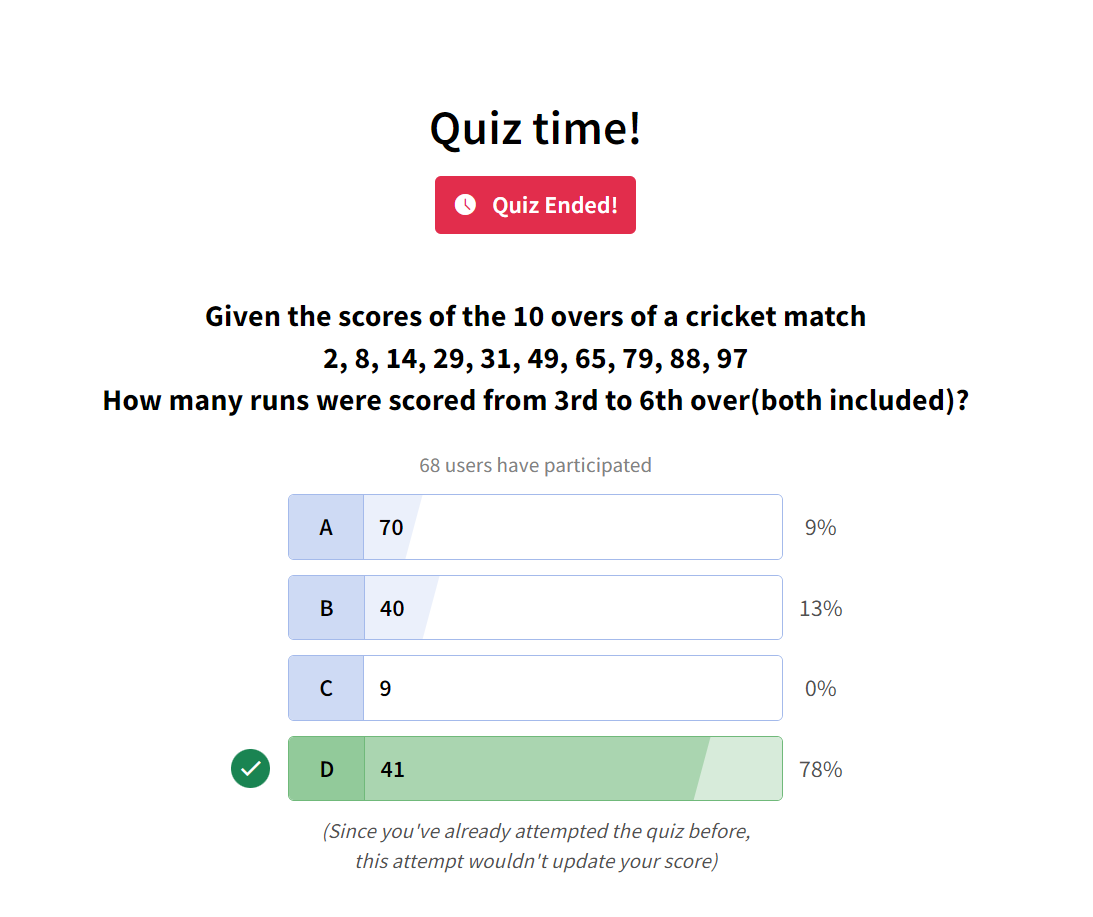 Quiz time!
Quiz Ended!
Given the scores of the 10 overs of a cricket match
2, 8, 14, 29, 31, 49, 65, 79, 88, 97
How many runs were scored from 3rd to 6th over(both included)?
68 users have participated
A 70 9%
B 40 13%
C 9 0%
D 41 78%
(Since you've already attempted the quiz before,
this attempt wouldn't update your score)